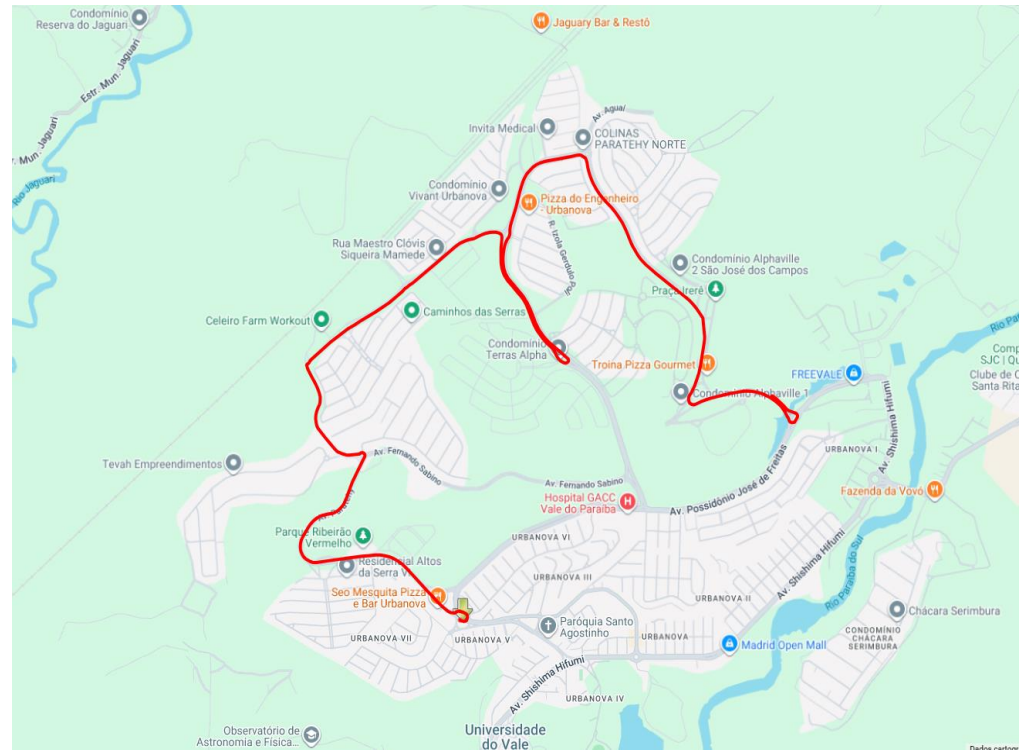 Condomínio
Reserva do Jaguari
Jaguary Bar & Restô
Estr. Mun. Jaguari
Mun. Jaguari
Rio Jaguari
Av. Aguaí
Invita Medical
COLINAS
PARATEHY NORTE
Condomínio
Vivant Urbanova
Pizza do Engenheiro
- Urbanova
R. Izola Gerdulo Poli
Rua Maestro Clóvis
Siqueira Mamede
Condomínio Alphaville
2 São José dos Campos
Praça Irerê
Celeiro Farm Workout
Caminhos das Serras
Condomínio
Terras Alpha
Troina Pizza Gourmet
FREEVALE
Condomínio Alphaville 1
SJC | Qu
Clube de C
Santa Rita
Av. Shishima Hifumi
URBANOVA I
Tevah Empreendimentos
Av. Fernando Sabino
Av. Fernando Sabino
Hospital GACC
Vale do Paraíba
Av. Possidônio José de Freitas
Fazenda da Vovó
Parque Ribeirão
Vermelho
Residencial Altos
da Serra
URBANOVA VI
URBANOVA III
URBANOVA II
Av. Shishima Hifumi
Rio Paraíba do Sul
Seo Mesquita Pizza
e Bar Urbanova
URBANOVA VII
URBANOVA V
Paróquia Santo
Agostinho
URBANOVA
Madrid Open Mall
Chácara Serimbura
CONDOMÍNIO
CHÁCARA
SERIMBURA
Av. Shishima Hifumi
URBANOVA IV
Observatório de
Astronomia e Física...
Universidade
do Vale